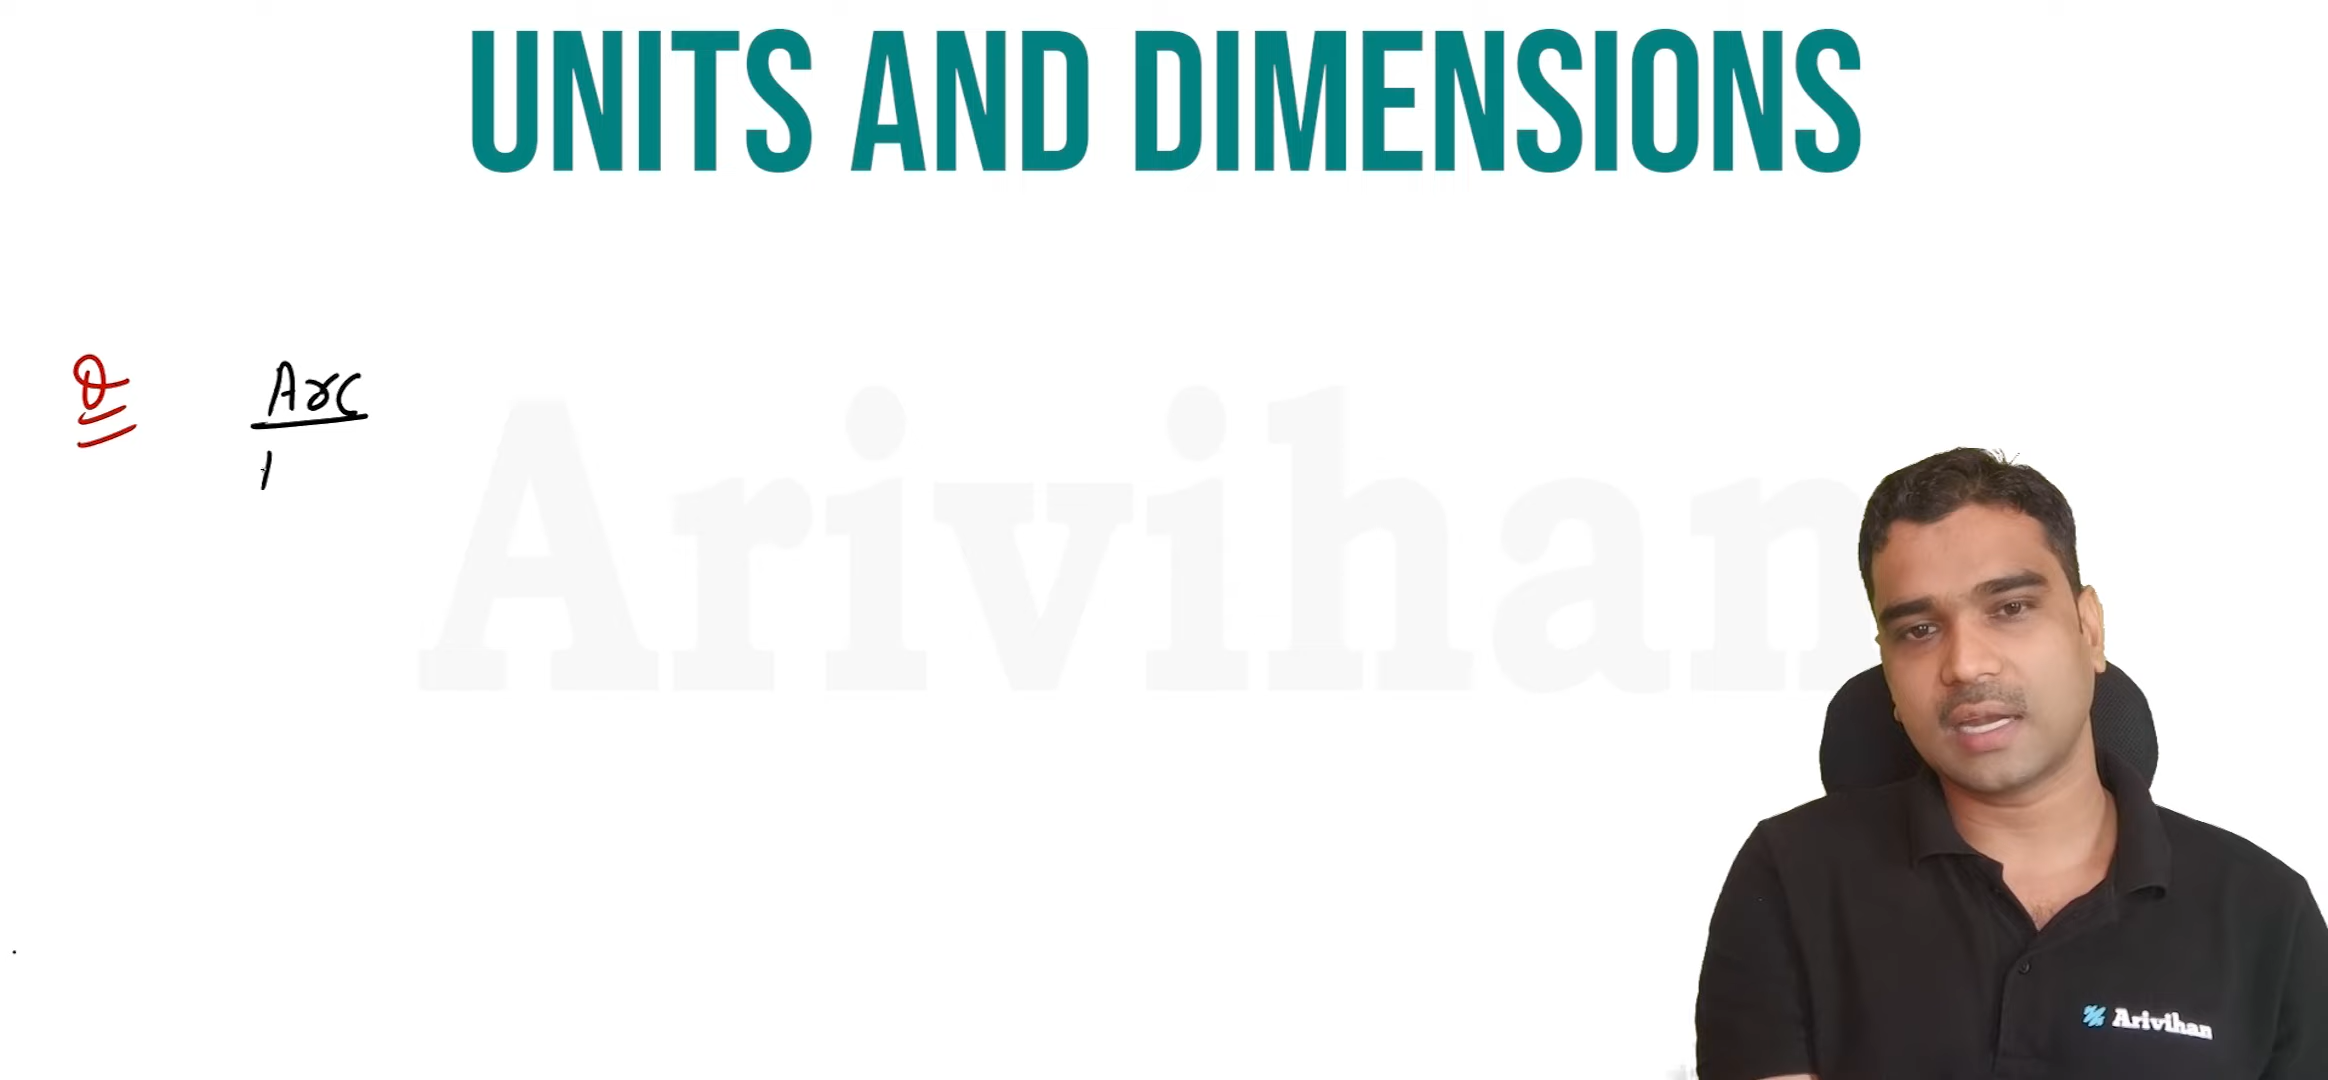 UNITS AND DIMENSIONS
Q Arc
Arivihan
Arivihan